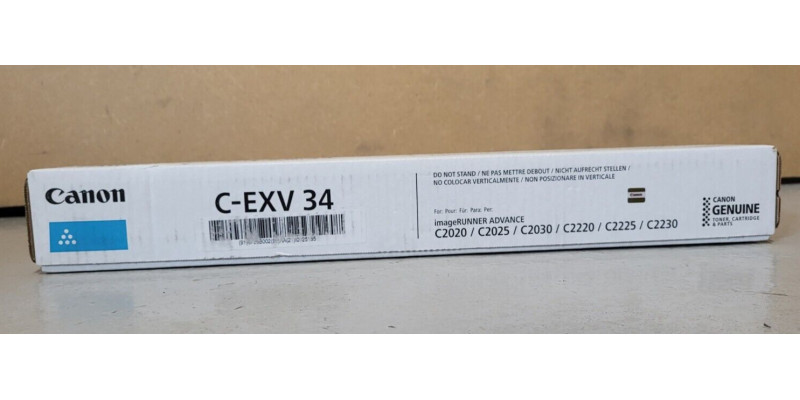 Canon
C-EXV 34
DO NOT STAND / NE PAS METTRE DEBOUT / NICHT AUFRECHT STELLEN /
NO COLOCAR VERTICALMENTE / NON POSIZIONARE IN VERTICALE
For: Pour: Für: Para: Per:
imageRUNNER ADVANCE
C2020 / C2025 / C2030 / C2220 / C2225 / C2230
CANON
GENUINE
TONER, CARTRIDGE
& PARTS